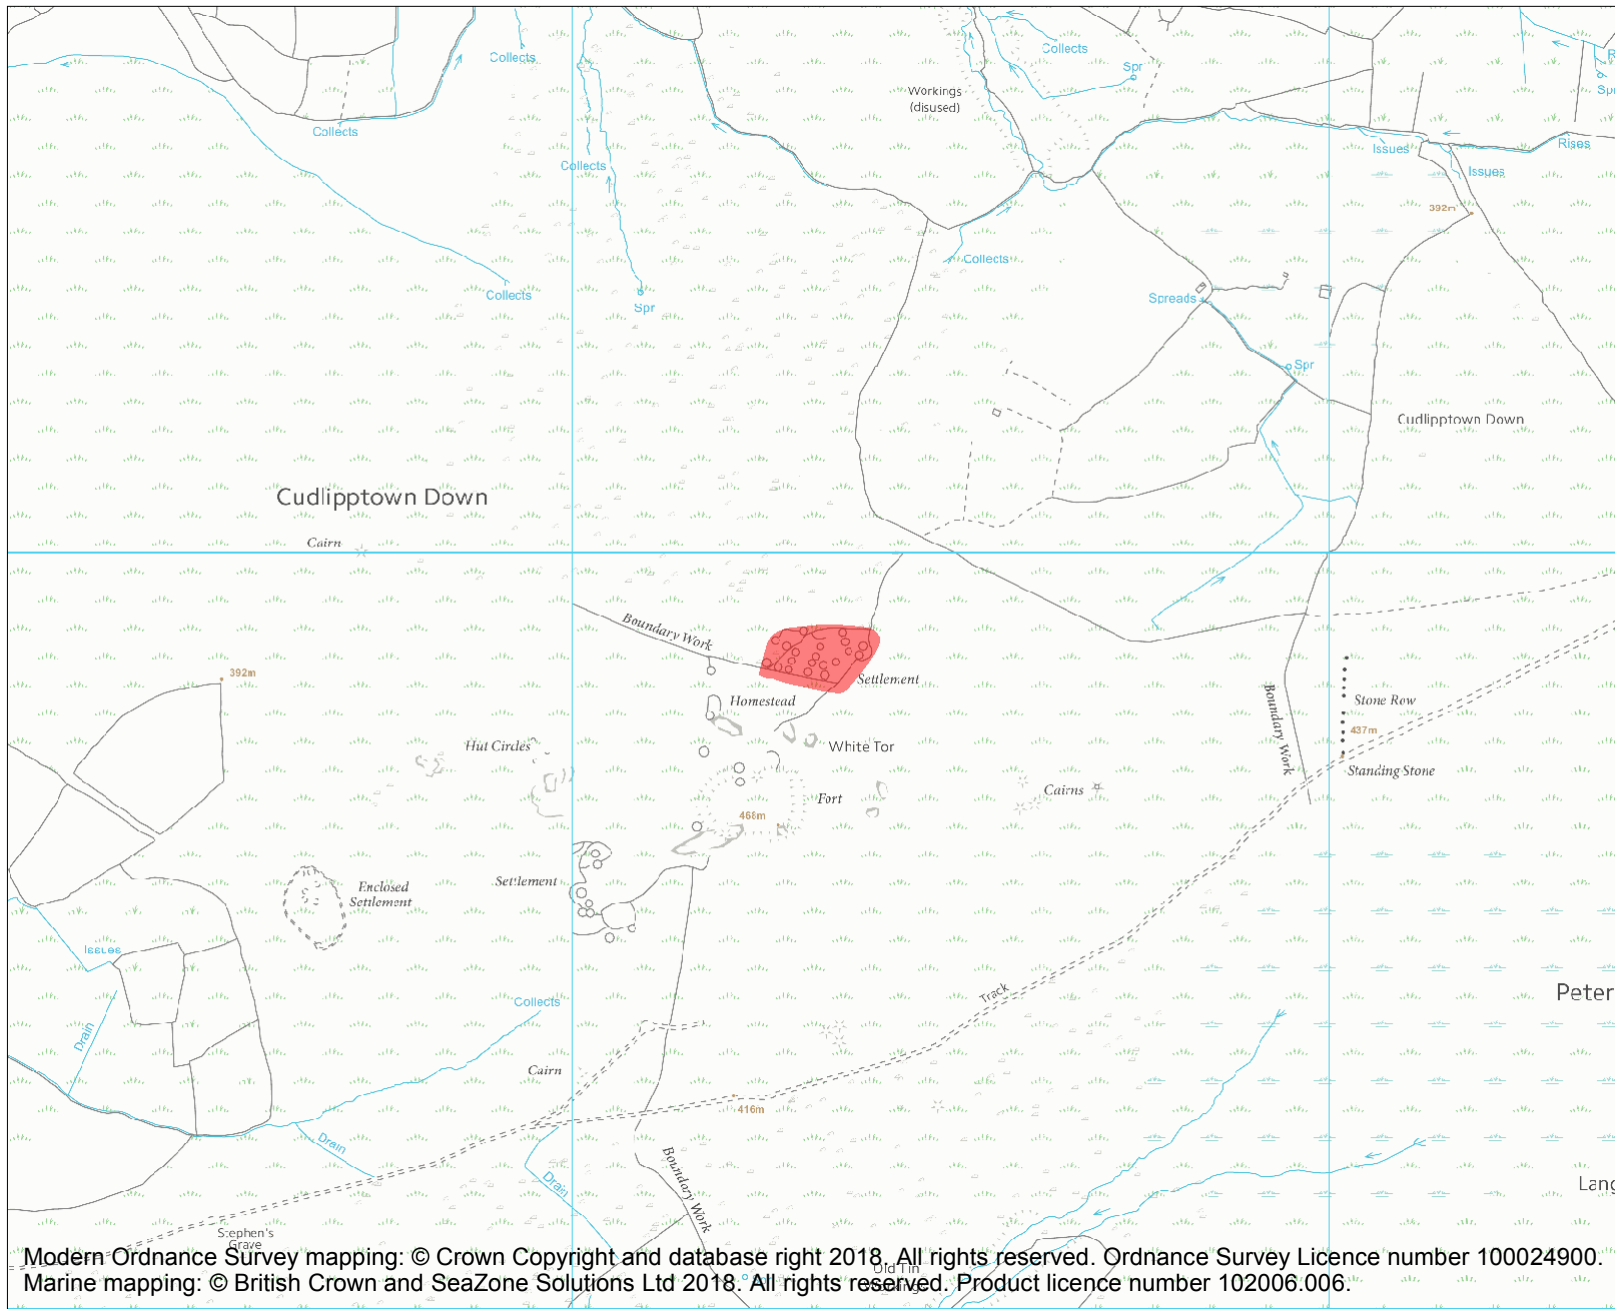 Collects
Collects
Spr
R
Workings
(disused)
Collects
Collects
Issues
Rises
Issues
392m
Collects
Collects
Spreads
Spr
Spr
Cudlipptown Down
Cudlipptown Down
Cairn
Boundary Work
392m
Settlement
Homestead
Stone Row
Hut Circles
White Tor
437m
Boundary Work
Standing Stone
Cairns
Fort
468m
Settlement
Enclosed
Settlement
Issues
Peter
Track
Collects
Drain
Cairn
416m
Drain
Drain
Boundary Work
Lang
Stephen's
Grave
Old Tin
Modern Ordnance Survey mapping: © Crown Copyright and database right 2018. All rights reserved. Ordnance Survey Licence number 100024900.
Marine mapping: © British Crown and SeaZone Solutions Ltd 2018. All rights reserved. Product licence number 102006.006.